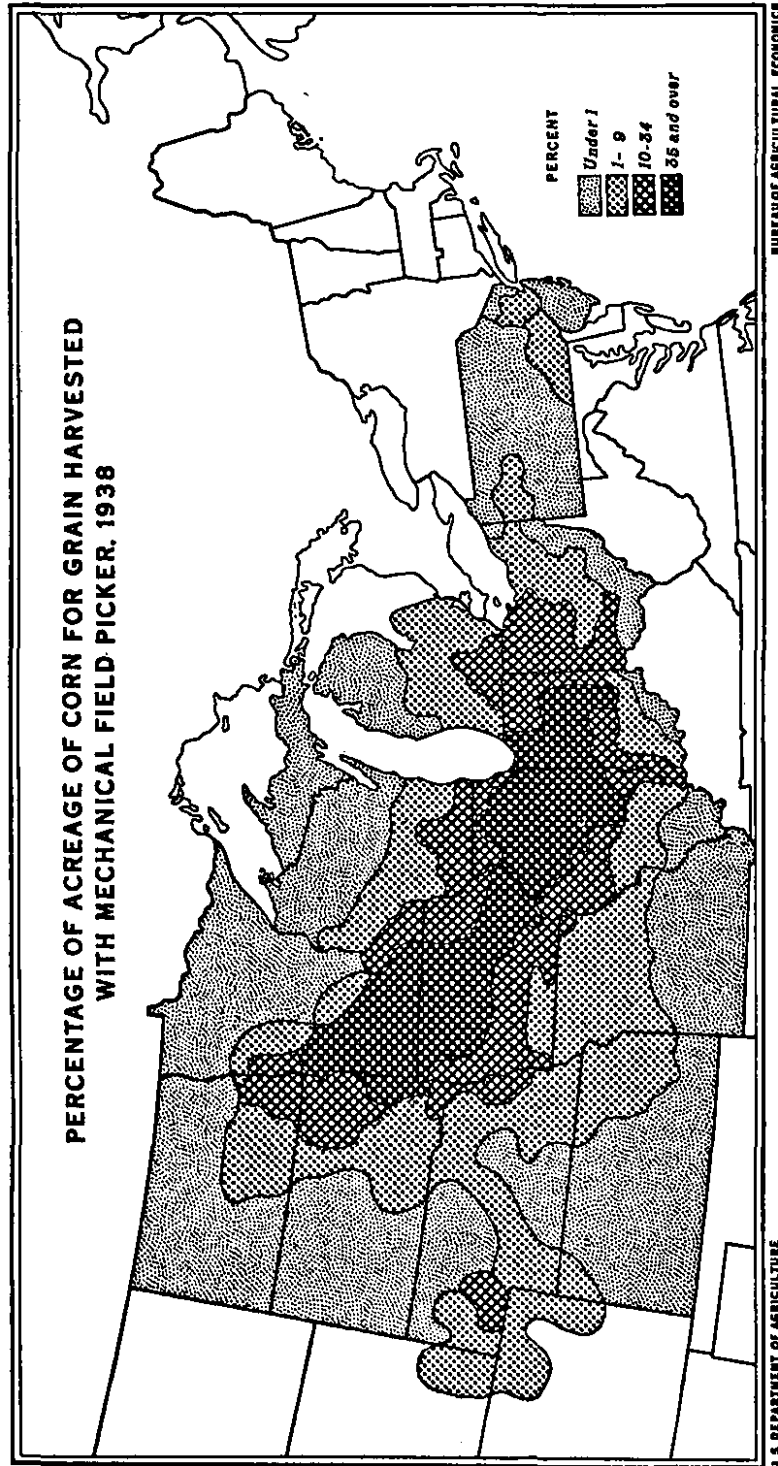 PERCENTAGE OF ACREAGE OF CORN FOR GRAIN HARVESTED
WITH MECHANICAL FIELD PICKER, 1938
PERCENT
Under 1
1 - 9
10-34
35 and over
U.S. DEPARTMENT OF AGRICULTURE
BUREAU OF AGRICULTURAL ECONOMICS